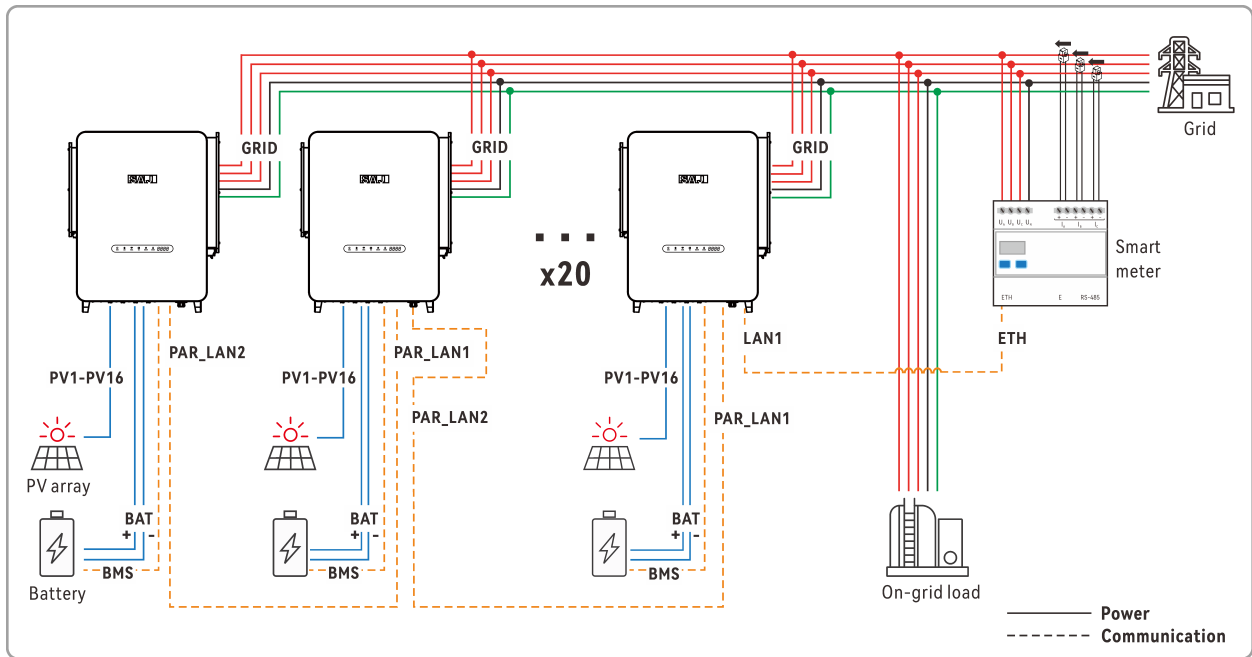 Grid
GRID
GRID
GRID
SAJ
SAJ
SAJ
x20
Smart
meter
ETH
E
RS-485
PAR_LAN2
PAR_LAN1
LAN1
ETH
PV1-PV16
PV1-PV16
PV1-PV16
PAR_LAN2
PAR_LAN1
PV array
BAT
+ -
BAT
+ -
BAT
+ -
BMS
BMS
BMS
Battery
On-grid load
Power
Communication